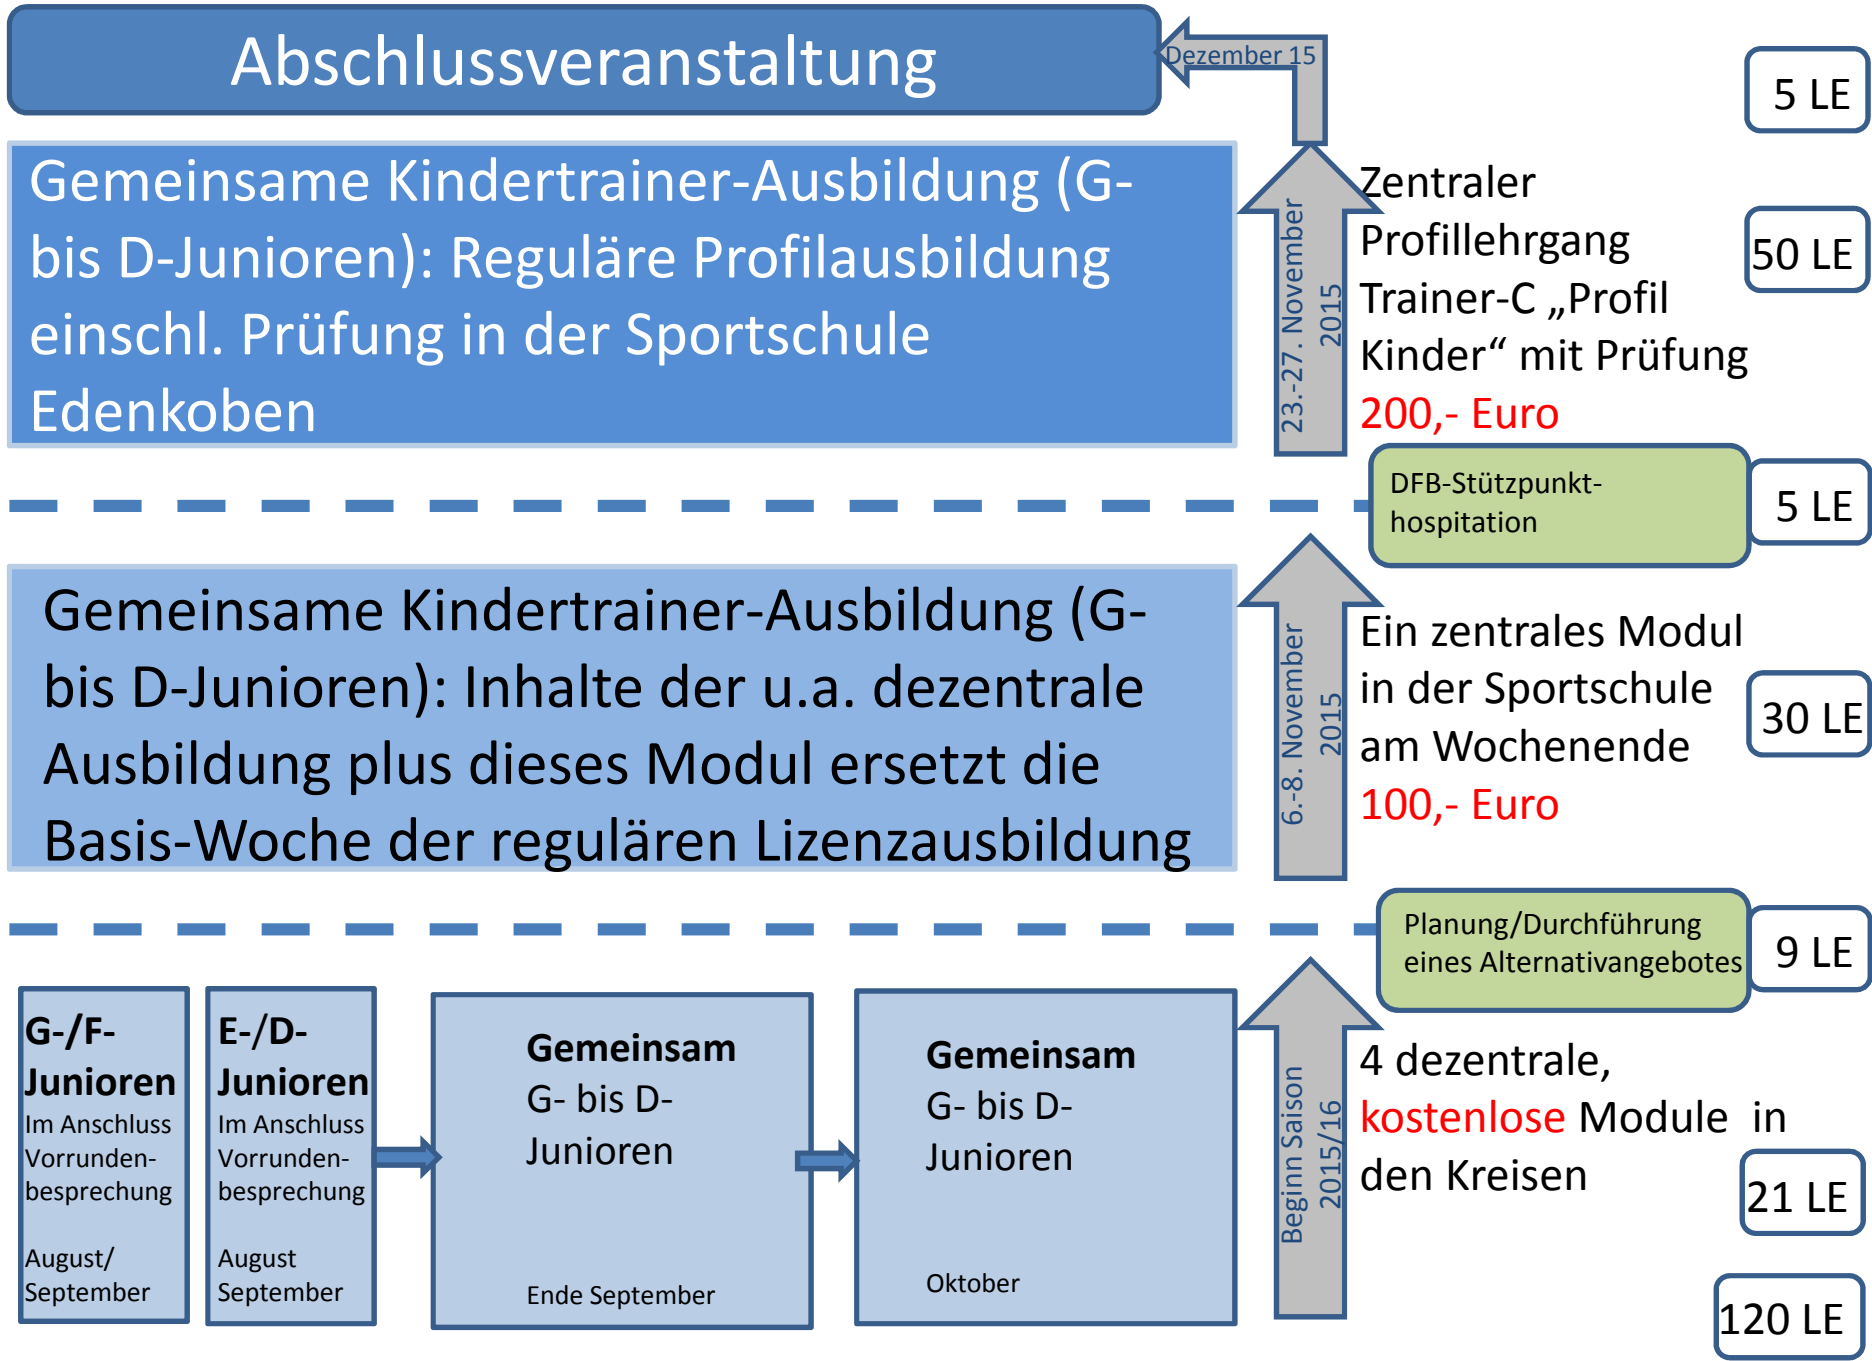 Abschlussveranstaltung
Dezember 15
5 LE
Gemeinsame Kindertrainer-Ausbildung (G-
bis D-Junioren): Reguläre Profilausbildung
einschl. Prüfung in der Sportschule
Edenkoben
23.-27. November
2015
Zentraler
Profillehrgang
Trainer-C „Profil
Kinder“ mit Prüfung
200,- Euro
50 LE
DFB-Stützpunkt-
hospitation
5 LE
Gemeinsame Kindertrainer-Ausbildung (G-
bis D-Junioren): Inhalte der u.a. dezentrale
Ausbildung plus dieses Modul ersetzt die
Basis-Woche der regulären Lizenzausbildung
6.-8. November
2015
Ein zentrales Modul
in der Sportschule
am Wochenende
100,- Euro
30 LE
Planung/Durchführung
eines Alternativangebotes
9 LE
G-/F-
Junioren
Im Anschluss
Vorrunden-
besprechung
August/
September
E-/D-
Junioren
Im Anschluss
Vorrunden-
besprechung
August
September
Gemeinsam
G- bis D-
Junioren
Ende September
Gemeinsam
G- bis D-
Junioren
Oktober
Beginn Saison
2015/16
4 dezentrale,
kostenlose Module in
den Kreisen
21 LE
120 LE